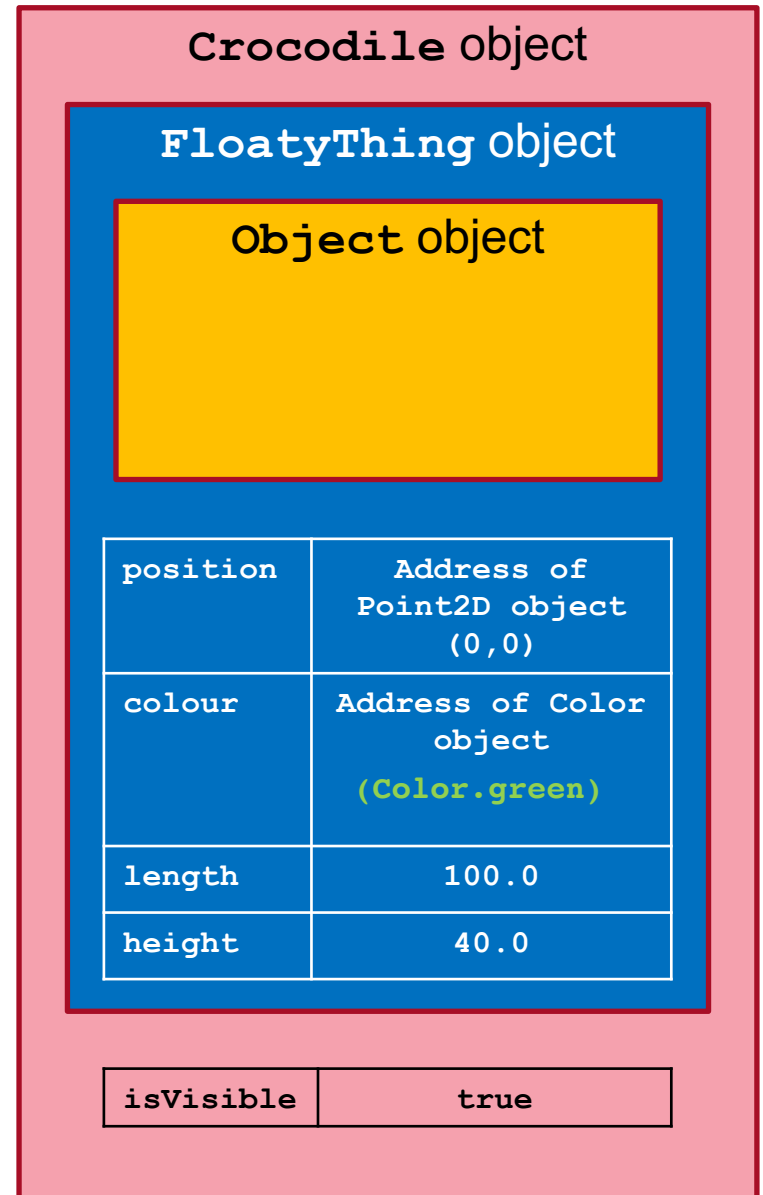 Crocodile object
FloatyThing object
Object object
position
Address of
Point2D object
(0,0)
colour
Address of Color
object
(Color.green)
length
100.0
height
40.0
isVisible
true